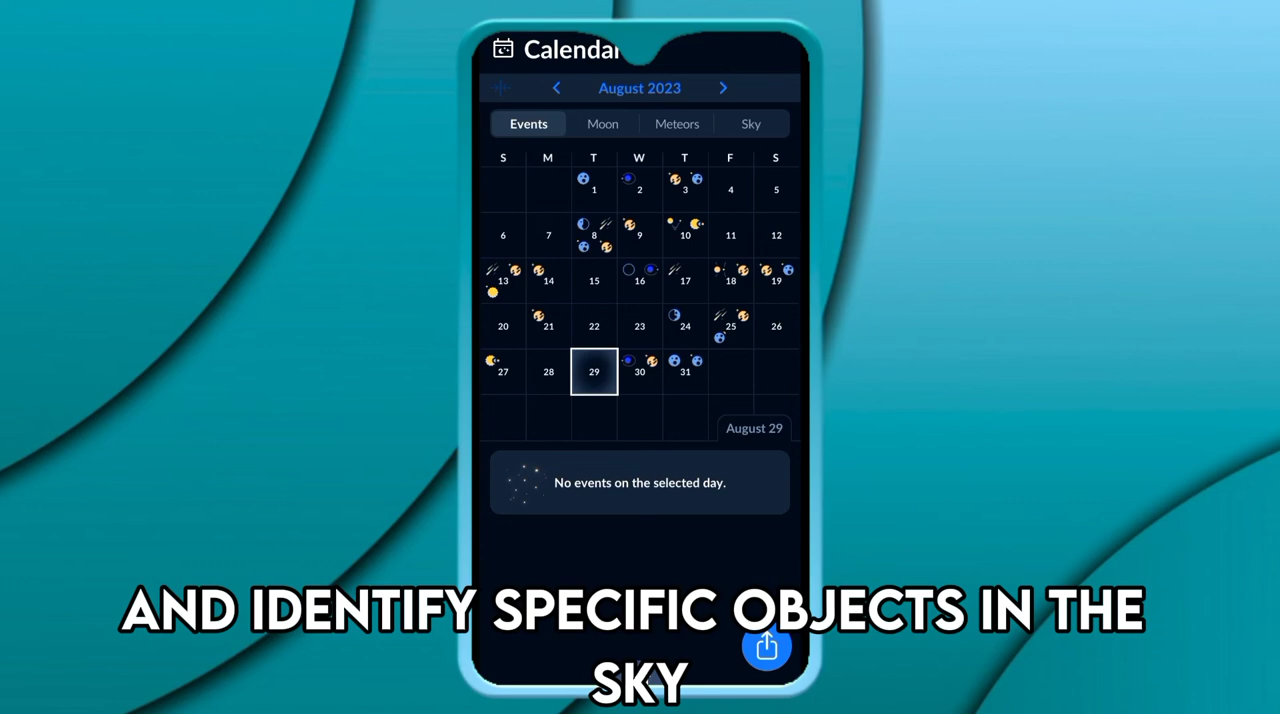 Calendar
August 2023
Events Moon Meteors Sky
S M T W T F S
1 2 3 4 5
6 7 8 9 10 11 12
13 14 15 16 17 18 19
20 21 22 23 24 25 26
27 28 29 30 31
August 29
No events on the selected day.
AND IDENTIFY SPECIFIC OBJECTS IN THE
SKY